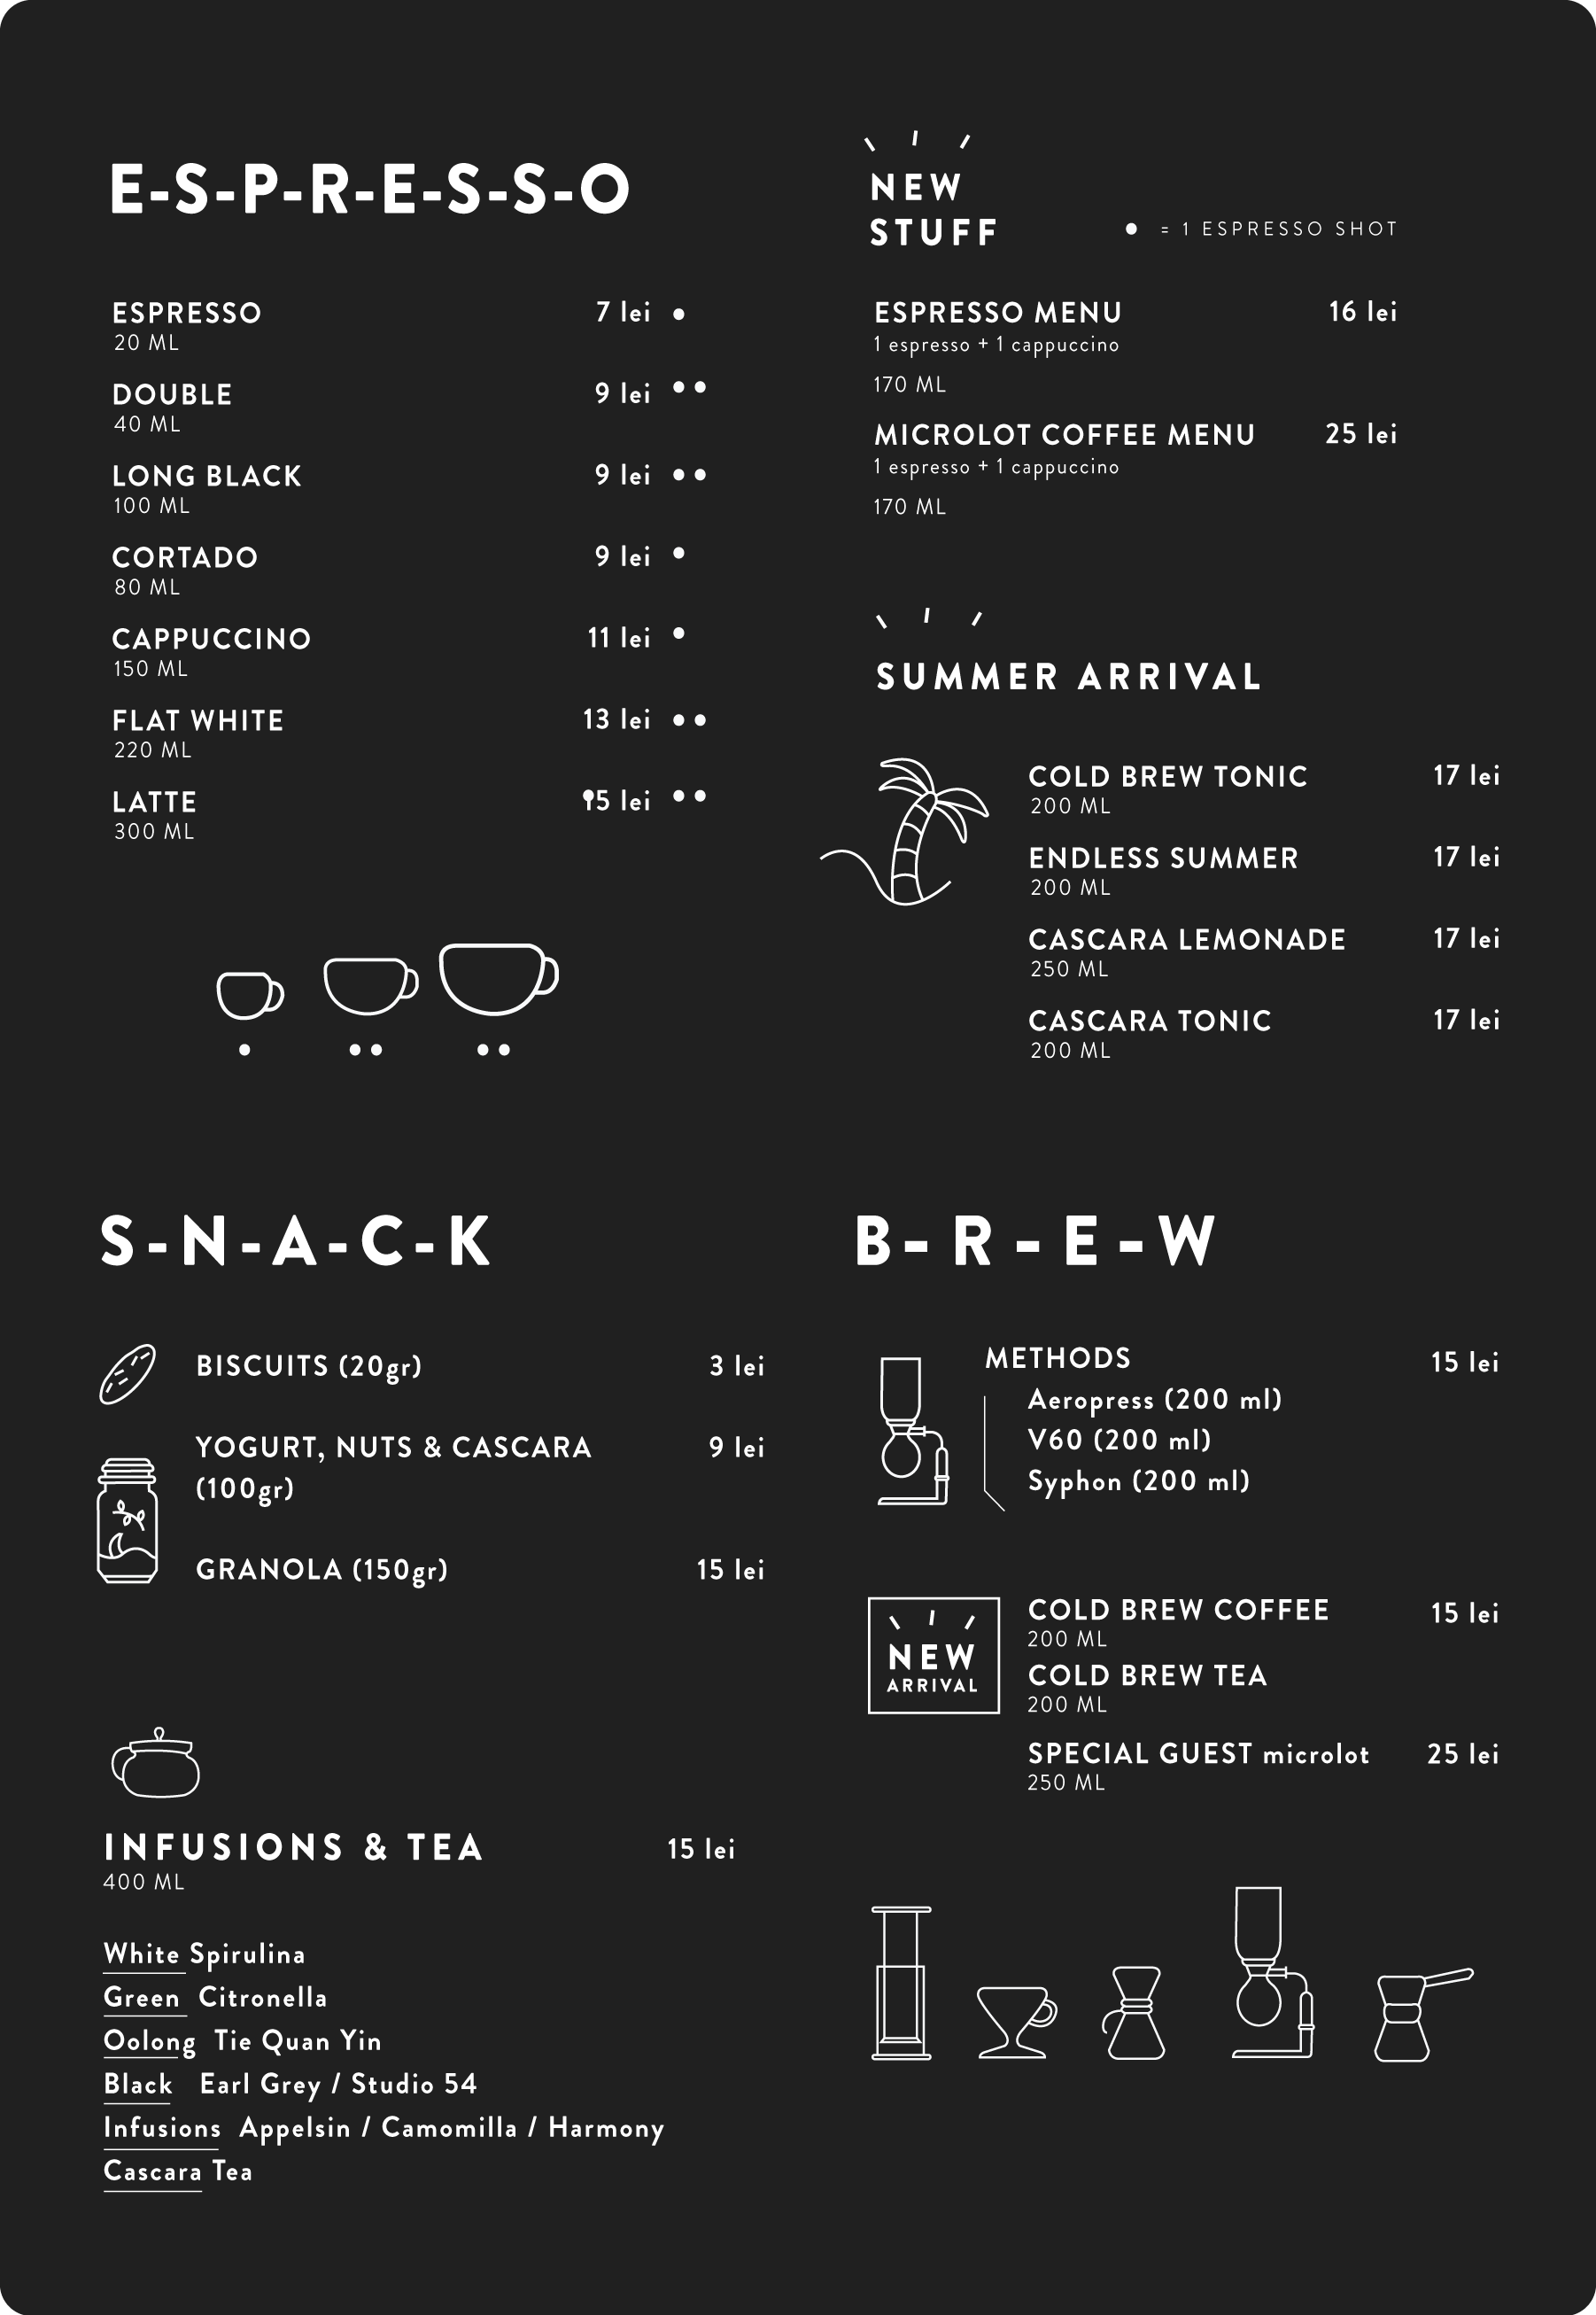 E-S-P-R-E-S-S-O
ESPRESSO 7 lei
20 ML
DOUBLE 9 lei
40 ML
LONG BLACK 9 lei
100 ML
CORTADO 9 lei
80 ML
CAPPUCCINO 11 lei
150 ML
FLAT WHITE 13 lei
220 ML
LATTE 15 lei
300 ML
NEW
STUFF
= 1 ESPRESSO SHOT
ESPRESSO MENU 16 lei
1 espresso + 1 cappuccino
170 ML
MICROLOT COFFEE MENU 25 lei
1 espresso + 1 cappuccino
170 ML
SUMMER ARRIVAL
COLD BREW TONIC 17 lei
200 ML
ENDLESS SUMMER 17 lei
200 ML
CASCARA LEMONADE 17 lei
250 ML
CASCARA TONIC 17 lei
200 ML
S-N-A-C-K
BISCUITS (20gr) 3 lei
YOGURT, NUTS & CASCARA 9 lei
(100gr)
GRANOLA (150gr) 15 lei
INFUSIONS & TEA 15 lei
400 ML
White Spirulina
Green Citronella
Oolong Tie Quan Yin
Black Earl Grey / Studio 54
Infusions Appelsin / Camomilla / Harmony
Cascara Tea
B-R-E-W
METHODS 15 lei
Aeropress (200 ml)
V60 (200 ml)
Syphon (200 ml)
NEW
ARRIVAL
COLD BREW COFFEE 15 lei
200 ML
COLD BREW TEA
200 ML
SPECIAL GUEST microlot 25 lei
250 ML